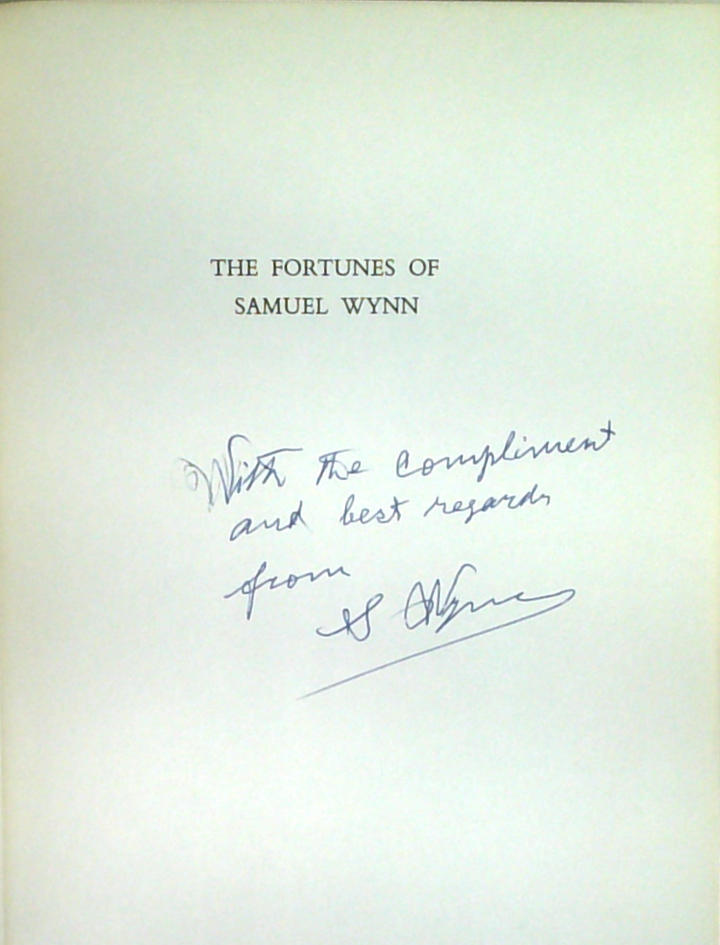 THE FORTUNES OF
SAMUEL WYNN
With the compliment
and best regards
from
S Wynn